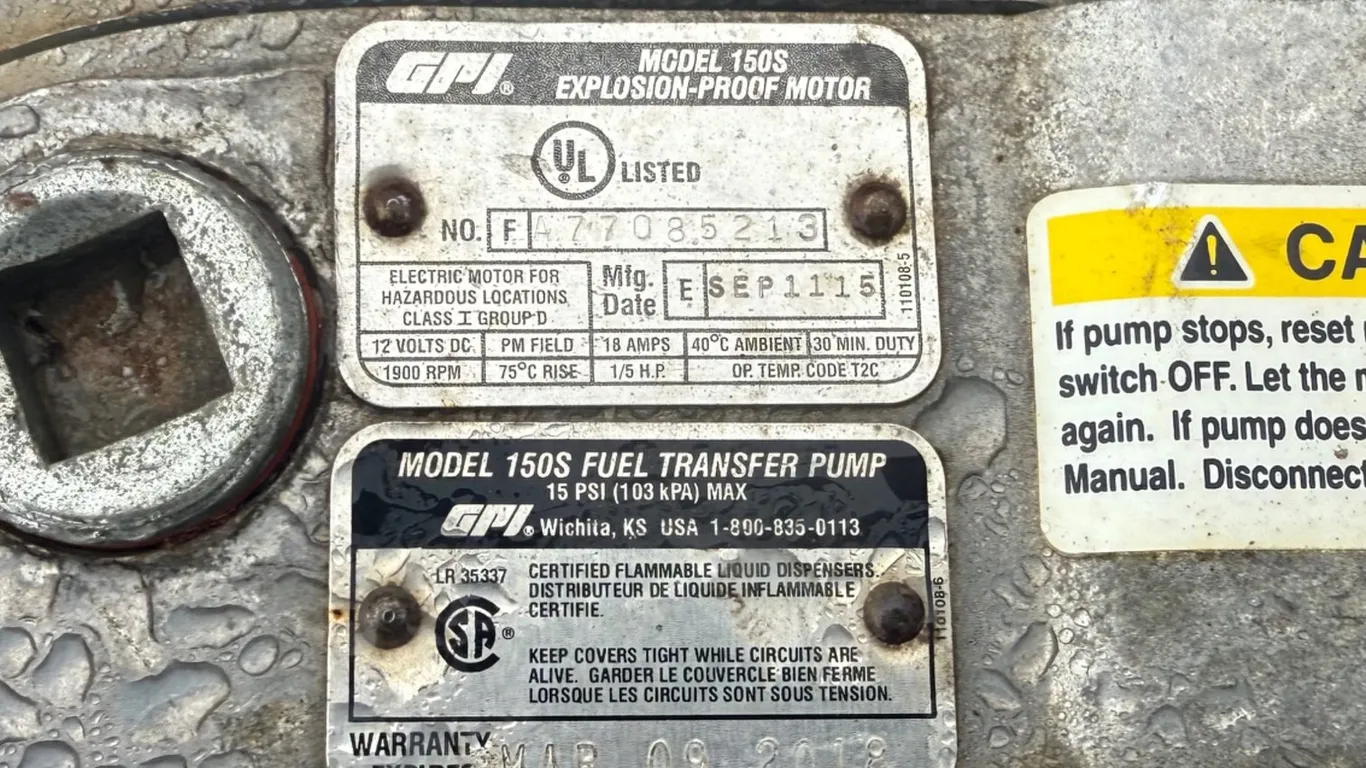 GPI® MODEL 150S
EXPLOSION-PROOF MOTOR
UL® LISTED
NO. F A77085213
ELECTRIC MOTOR FOR
HAZARDOUS LOCATIONS
CLASS I GROUP D
Mfg.
Date E SEP1115
110108-5
12 VOLTS DC PM FIELD 18 AMPS 40°C AMBIENT 30 MIN. DUTY
1900 RPM 75°C RISE 1/5 H.P. OP. TEMP. CODE T2C
MODEL 150S FUEL TRANSFER PUMP
15 PSI (103 kPA) MAX
GPI® Wichita, KS USA 1-800-835-0113
LR 35337
CSA®
CERTIFIED FLAMMABLE LIQUID DISPENSERS.
DISTRIBUTEUR DE LIQUIDE INFLAMMABLE
CERTIFIE.
KEEP COVERS TIGHT WHILE CIRCUITS ARE
ALIVE. GARDER LE COUVERCLE BIEN FERME
LORSQUE LES CIRCUITS SONT SOUS TENSION.
110108-6
WARRANTY
EXPIRES MAR 09 2018
CA
If pump stops, reset
switch OFF. Let the
again. If pump does
Manual. Disconnect